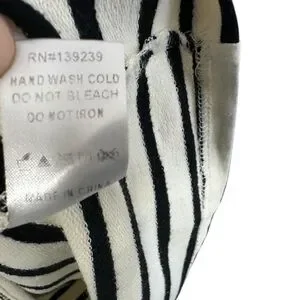 RN#139239
HAND WASH COLD
DO NOT BLEACH
DO NOT IRON
MADE IN CHINA